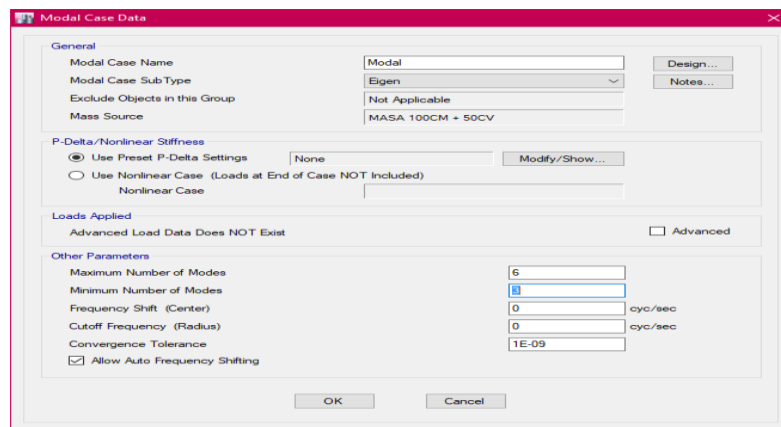 Modal Case Data
General
Modal Case Name Modal Design...
Modal Case SubType Eigen Notes...
Exclude Objects in this Group Not Applicable
Mass Source MASA 100CM + 50CV
P-Delta/Nonlinear Stiffness
Use Preset P-Delta Settings None Modify/Show...
Use Nonlinear Case (Loads at End of Case NOT Included)
Nonlinear Case
Loads Applied
Advanced Load Data Does NOT Exist Advanced
Other Parameters
Maximum Number of Modes 6
Minimum Number of Modes 3
Frequency Shift (Center) 0 cyc/sec
Cutoff Frequency (Radius) 0 cyc/sec
Convergence Tolerance 1E-09
Allow Auto Frequency Shifting
OK Cancel